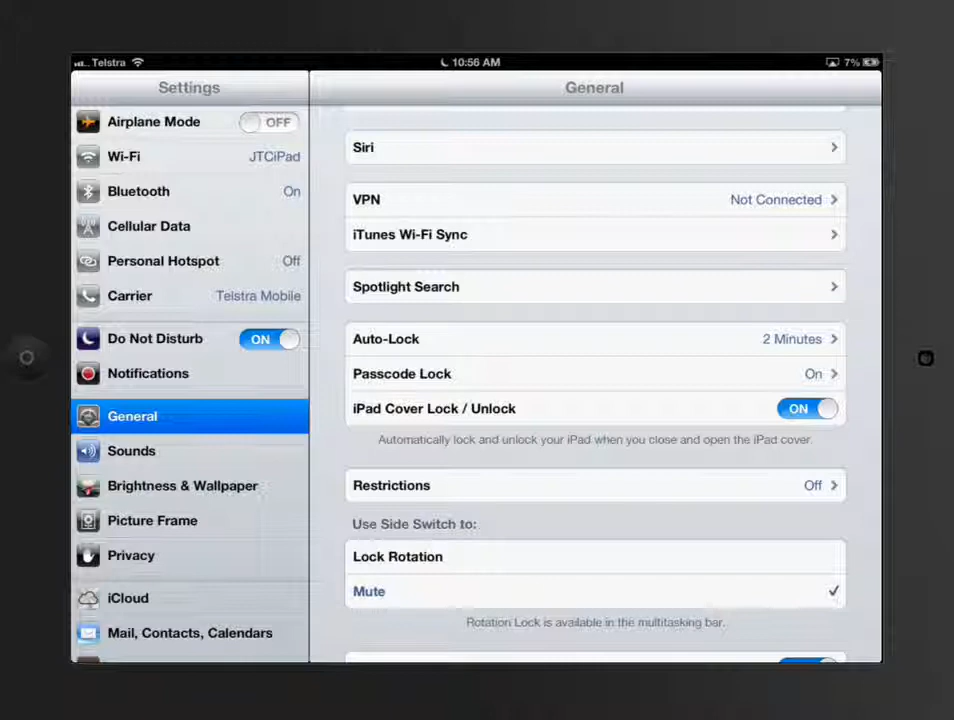 Telstra 10:56 AM 7%
Settings
General
Airplane Mode OFF
Wi-Fi JTCiPad
Bluetooth On
Cellular Data
Personal Hotspot Off
Carrier Telstra Mobile
Do Not Disturb ON
Notifications
General
Sounds
Brightness & Wallpaper
Picture Frame
Privacy
iCloud
Mail, Contacts, Calendars
Siri
VPN Not Connected
iTunes Wi-Fi Sync
Spotlight Search
Auto-Lock 2 Minutes
Passcode Lock On
iPad Cover Lock / Unlock ON
Automatically lock and unlock your iPad when you close and open the iPad cover.
Restrictions Off
Use Side Switch to:
Lock Rotation
Mute
Rotation Lock is available in the multitasking bar.